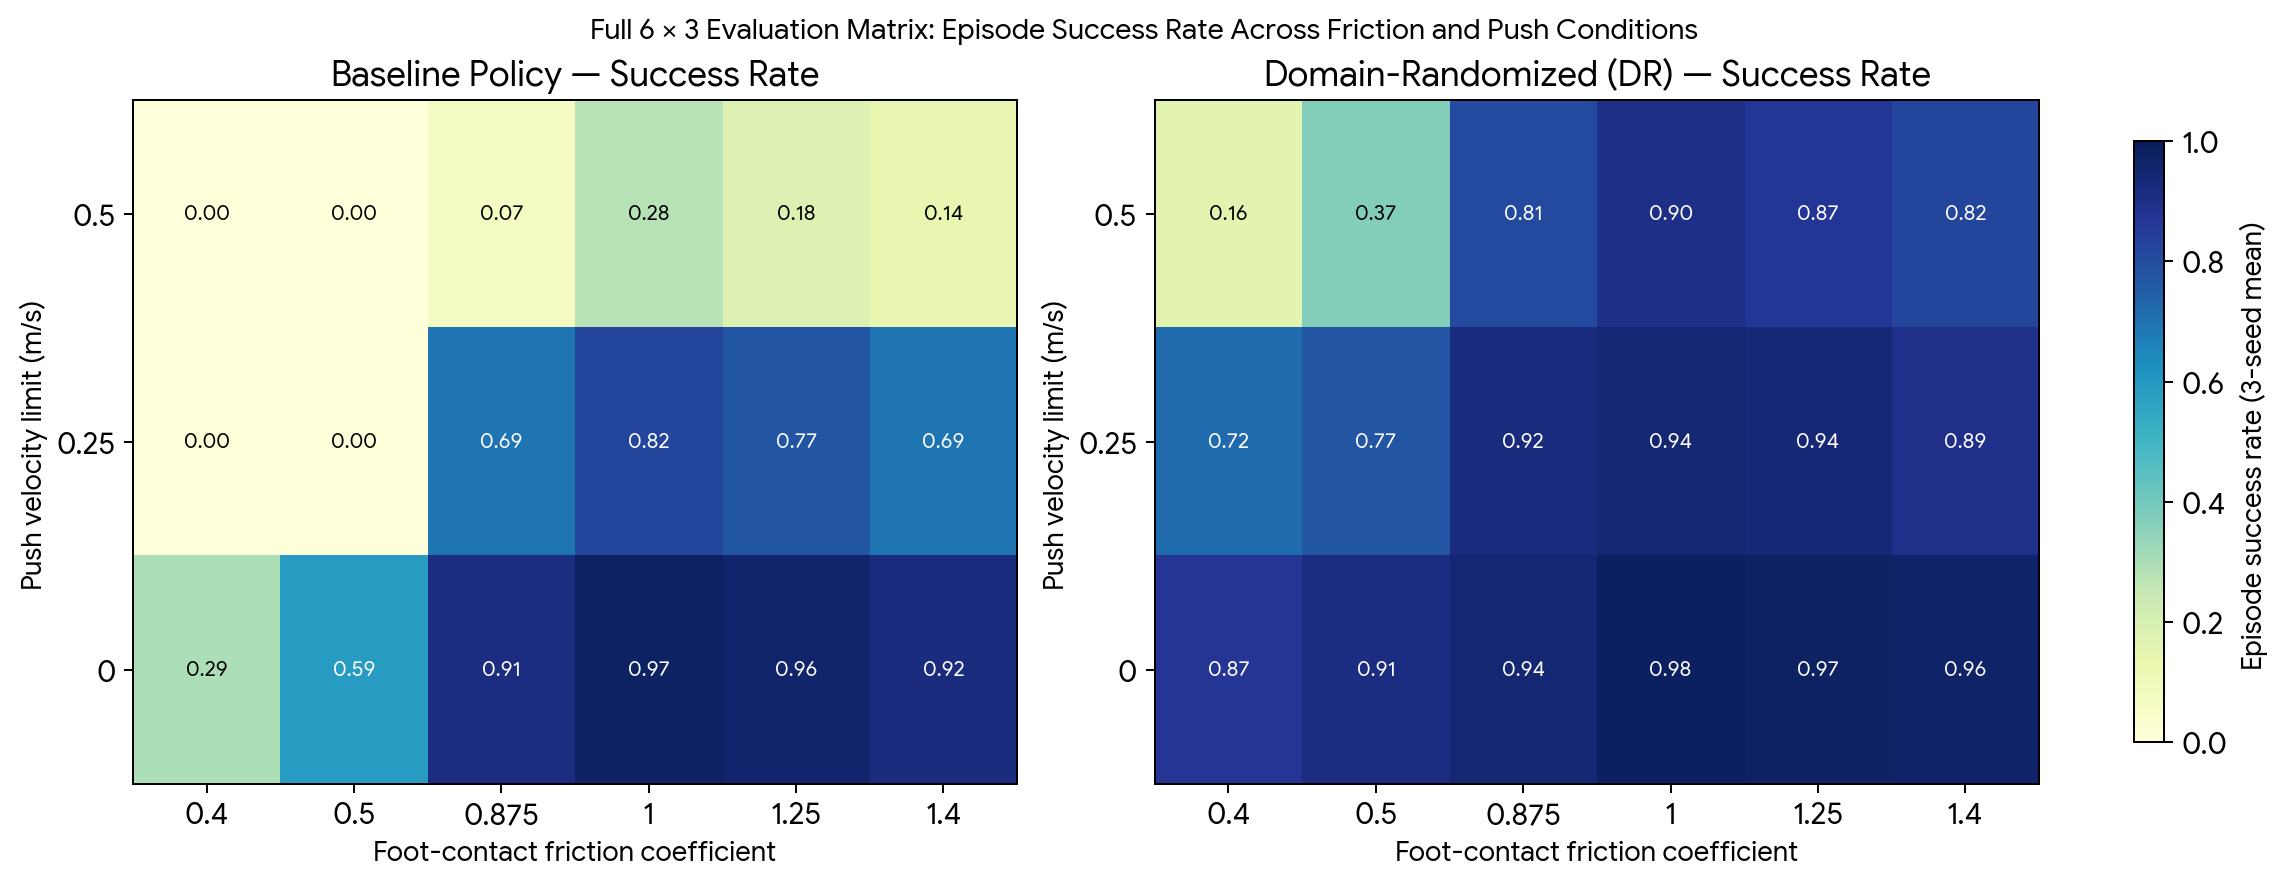 Full 6 × 3 Evaluation Matrix: Episode Success Rate Across Friction and Push Conditions
Baseline Policy — Success Rate
Push velocity limit (m/s)
0.5
0.00 0.00 0.07 0.28 0.18 0.14
0.25
0.00 0.00 0.69 0.82 0.77 0.69
0
0.29 0.59 0.91 0.97 0.96 0.92
0.4 0.5 0.875 1 1.25 1.4
Foot-contact friction coefficient
Domain-Randomized (DR) — Success Rate
Push velocity limit (m/s)
0.5
0.16 0.37 0.81 0.90 0.87 0.82
0.25
0.72 0.77 0.92 0.94 0.94 0.89
0
0.87 0.91 0.94 0.98 0.97 0.96
0.4 0.5 0.875 1 1.25 1.4
Foot-contact friction coefficient
1.0
0.8
0.6
0.4
0.2
0.0
Episode success rate (3-seed mean)